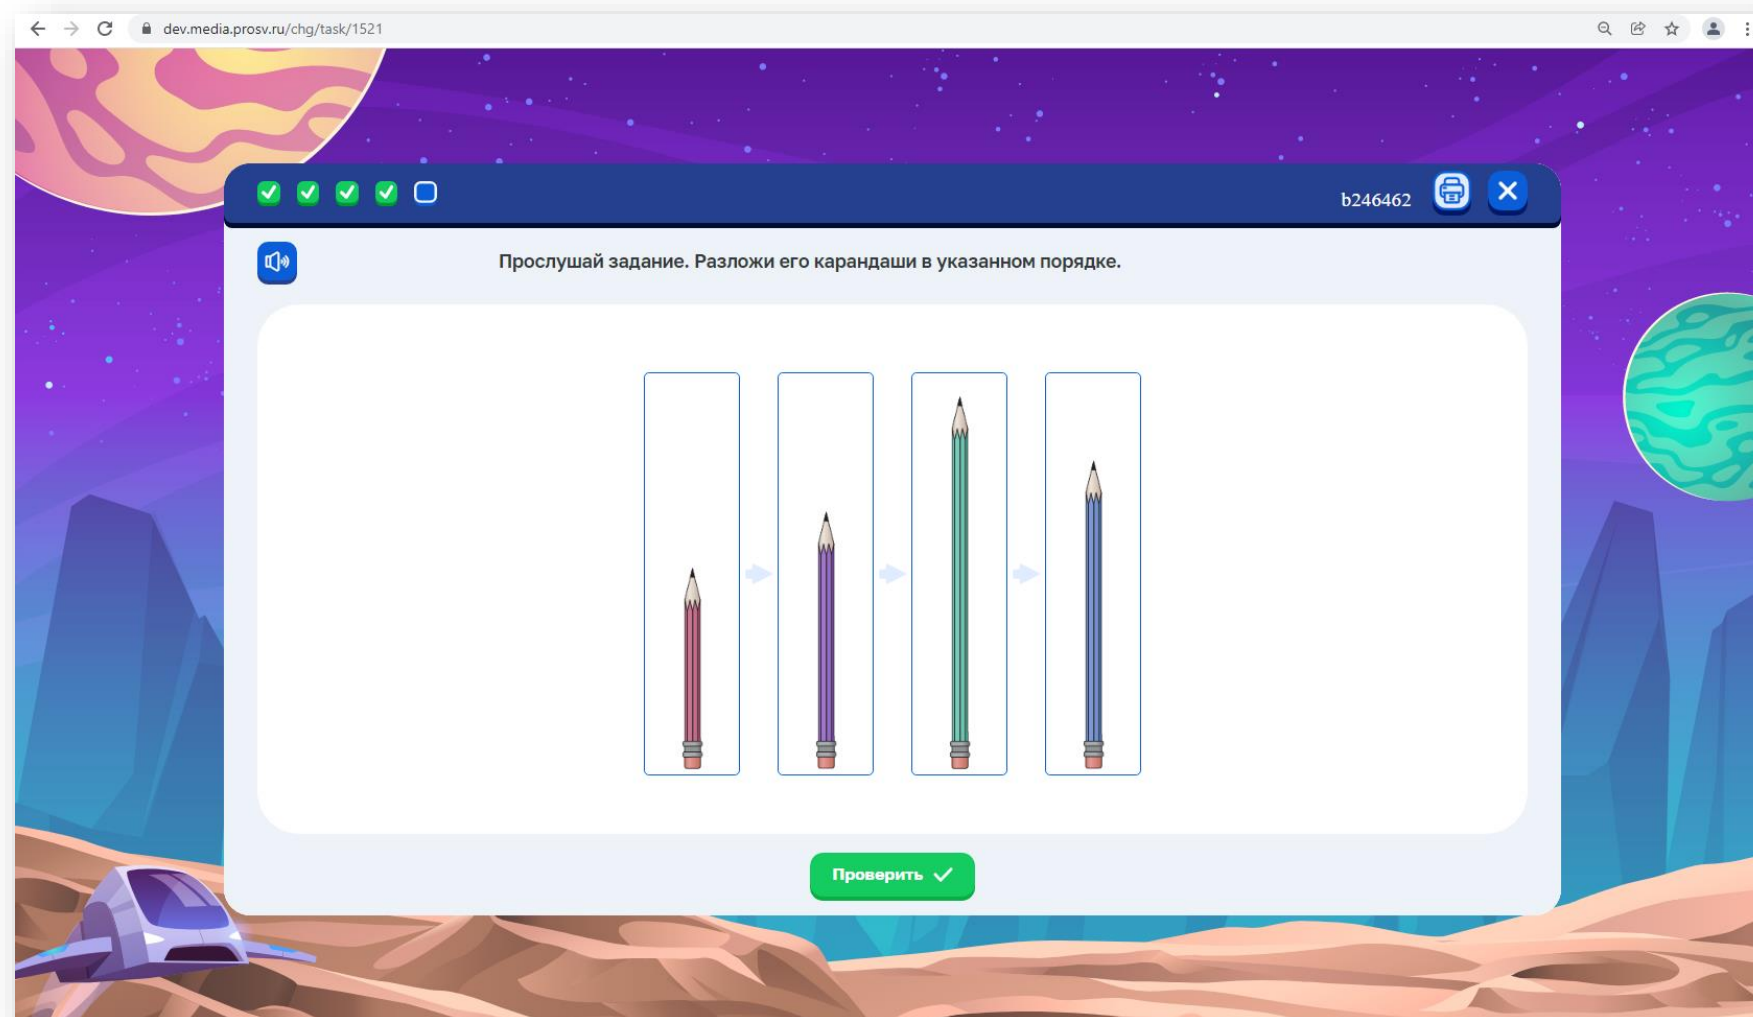 dev.media.prosv.ru/chg/task/1521
b246462
Прослушай задание. Разложи его карандаши в указанном порядке.
Проверить